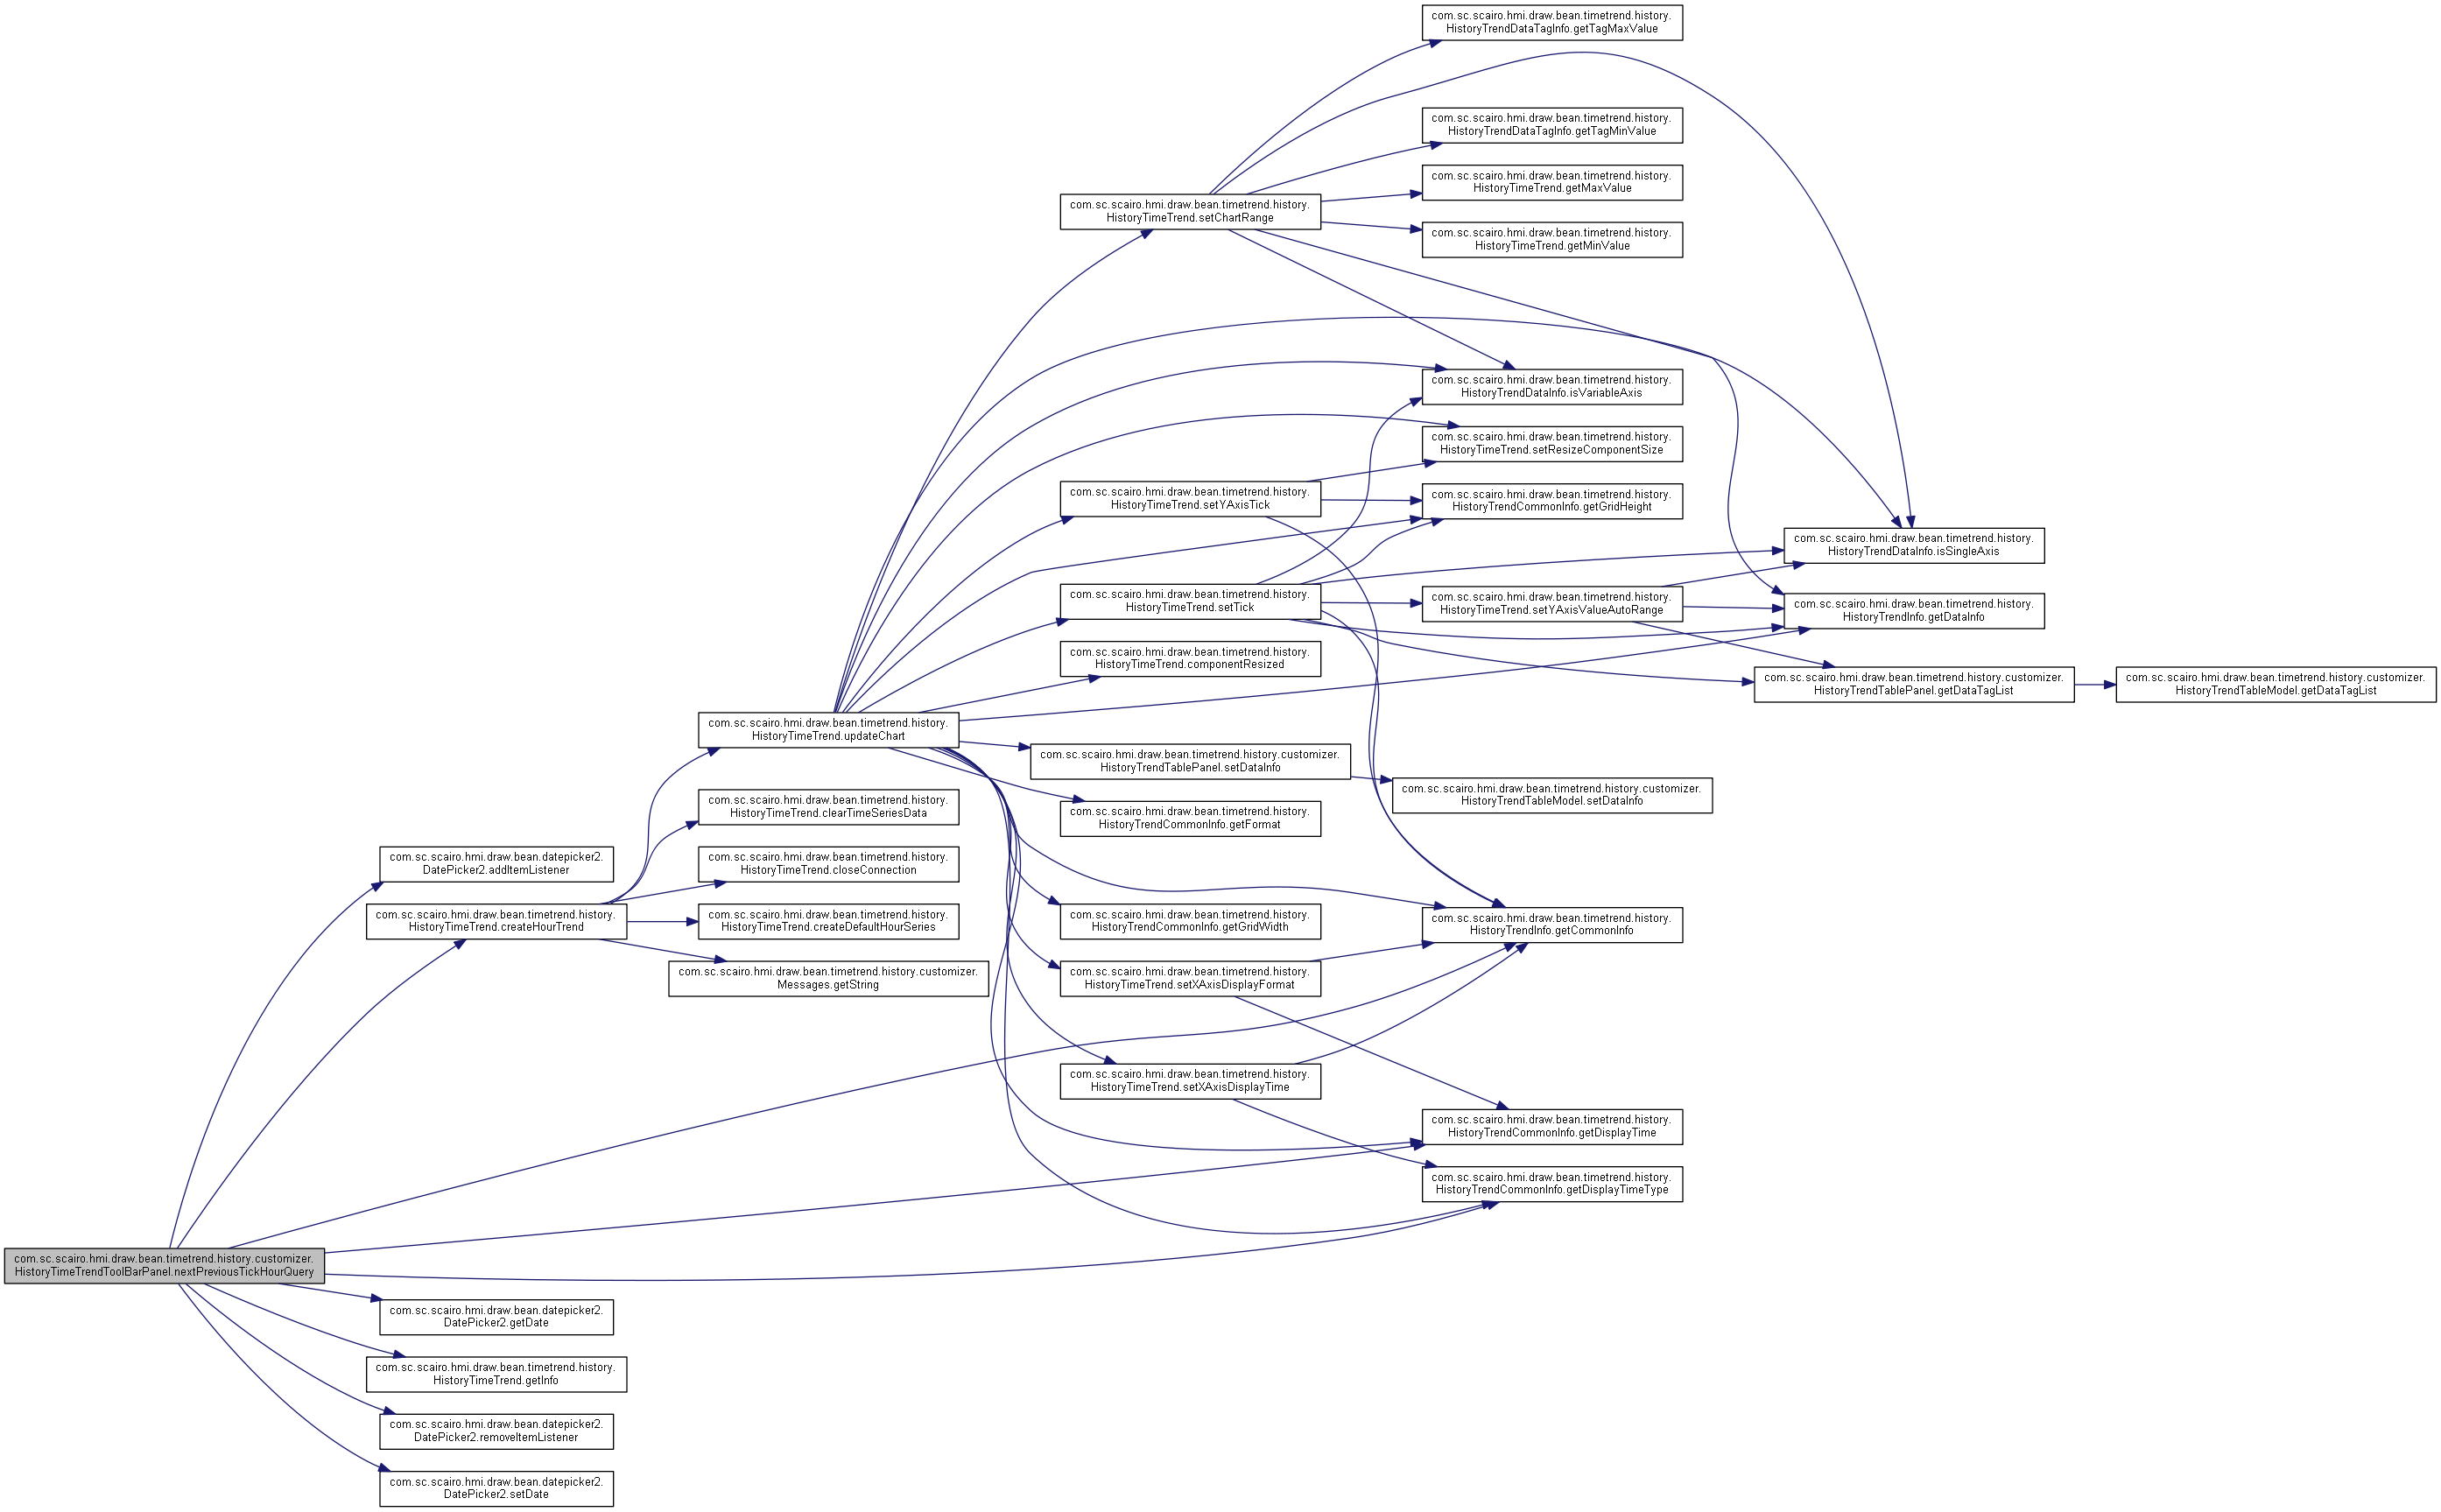 com.sc.scairo.hmi.draw.bean.timetrend.history.customizer.
HistoryTimeTrendToolBarPanel.nextPreviousTickHourQuery
com.sc.scairo.hmi.draw.bean.datepicker2.
DatePicker2.addItemListener
com.sc.scairo.hmi.draw.bean.timetrend.history.
HistoryTimeTrend.createHourTrend
com.sc.scairo.hmi.draw.bean.datepicker2.
DatePicker2.getDate
com.sc.scairo.hmi.draw.bean.timetrend.history.
HistoryTimeTrend.getInfo
com.sc.scairo.hmi.draw.bean.datepicker2.
DatePicker2.removeItemListener
com.sc.scairo.hmi.draw.bean.datepicker2.
DatePicker2.setDate
com.sc.scairo.hmi.draw.bean.timetrend.history.
HistoryTimeTrend.updateChart
com.sc.scairo.hmi.draw.bean.timetrend.history.
HistoryTimeTrend.clearTimeSeriesData
com.sc.scairo.hmi.draw.bean.timetrend.history.
HistoryTimeTrend.closeConnection
com.sc.scairo.hmi.draw.bean.timetrend.history.
HistoryTimeTrend.createDefaultHourSeries
com.sc.scairo.hmi.draw.bean.timetrend.history.customizer.
Messages.getString
com.sc.scairo.hmi.draw.bean.timetrend.history.
HistoryTimeTrend.setChartRange
com.sc.scairo.hmi.draw.bean.timetrend.history.
HistoryTimeTrend.setYAxisTick
com.sc.scairo.hmi.draw.bean.timetrend.history.
HistoryTimeTrend.setTick
com.sc.scairo.hmi.draw.bean.timetrend.history.
HistoryTimeTrend.componentResized
com.sc.scairo.hmi.draw.bean.timetrend.history.customizer.
HistoryTrendTablePanel.setDataInfo
com.sc.scairo.hmi.draw.bean.timetrend.history.
HistoryTrendCommonInfo.getFormat
com.sc.scairo.hmi.draw.bean.timetrend.history.
HistoryTrendCommonInfo.getGridWidth
com.sc.scairo.hmi.draw.bean.timetrend.history.
HistoryTimeTrend.setXAxisDisplayFormat
com.sc.scairo.hmi.draw.bean.timetrend.history.
HistoryTimeTrend.setXAxisDisplayTime
com.sc.scairo.hmi.draw.bean.timetrend.history.
HistoryTrendDataTagInfo.getTagMaxValue
com.sc.scairo.hmi.draw.bean.timetrend.history.
HistoryTrendDataTagInfo.getTagMinValue
com.sc.scairo.hmi.draw.bean.timetrend.history.
HistoryTimeTrend.getMaxValue
com.sc.scairo.hmi.draw.bean.timetrend.history.
HistoryTimeTrend.getMinValue
com.sc.scairo.hmi.draw.bean.timetrend.history.
HistoryTrendDataInfo.isVariableAxis
com.sc.scairo.hmi.draw.bean.timetrend.history.
HistoryTimeTrend.setResizeComponentSize
com.sc.scairo.hmi.draw.bean.timetrend.history.
HistoryTrendCommonInfo.getGridHeight
com.sc.scairo.hmi.draw.bean.timetrend.history.
HistoryTimeTrend.setYAxisValueAutoRange
com.sc.scairo.hmi.draw.bean.timetrend.history.customizer.
HistoryTrendTableModel.setDataInfo
com.sc.scairo.hmi.draw.bean.timetrend.history.
HistoryTrendInfo.getCommonInfo
com.sc.scairo.hmi.draw.bean.timetrend.history.
HistoryTrendCommonInfo.getDisplayTime
com.sc.scairo.hmi.draw.bean.timetrend.history.
HistoryTrendCommonInfo.getDisplayTimeType
com.sc.scairo.hmi.draw.bean.timetrend.history.
HistoryTrendDataInfo.isSingleAxis
com.sc.scairo.hmi.draw.bean.timetrend.history.
HistoryTrendInfo.getDataInfo
com.sc.scairo.hmi.draw.bean.timetrend.history.customizer.
HistoryTrendTablePanel.getDataTagList
com.sc.scairo.hmi.draw.bean.timetrend.history.customizer.
HistoryTrendTableModel.getDataTagList